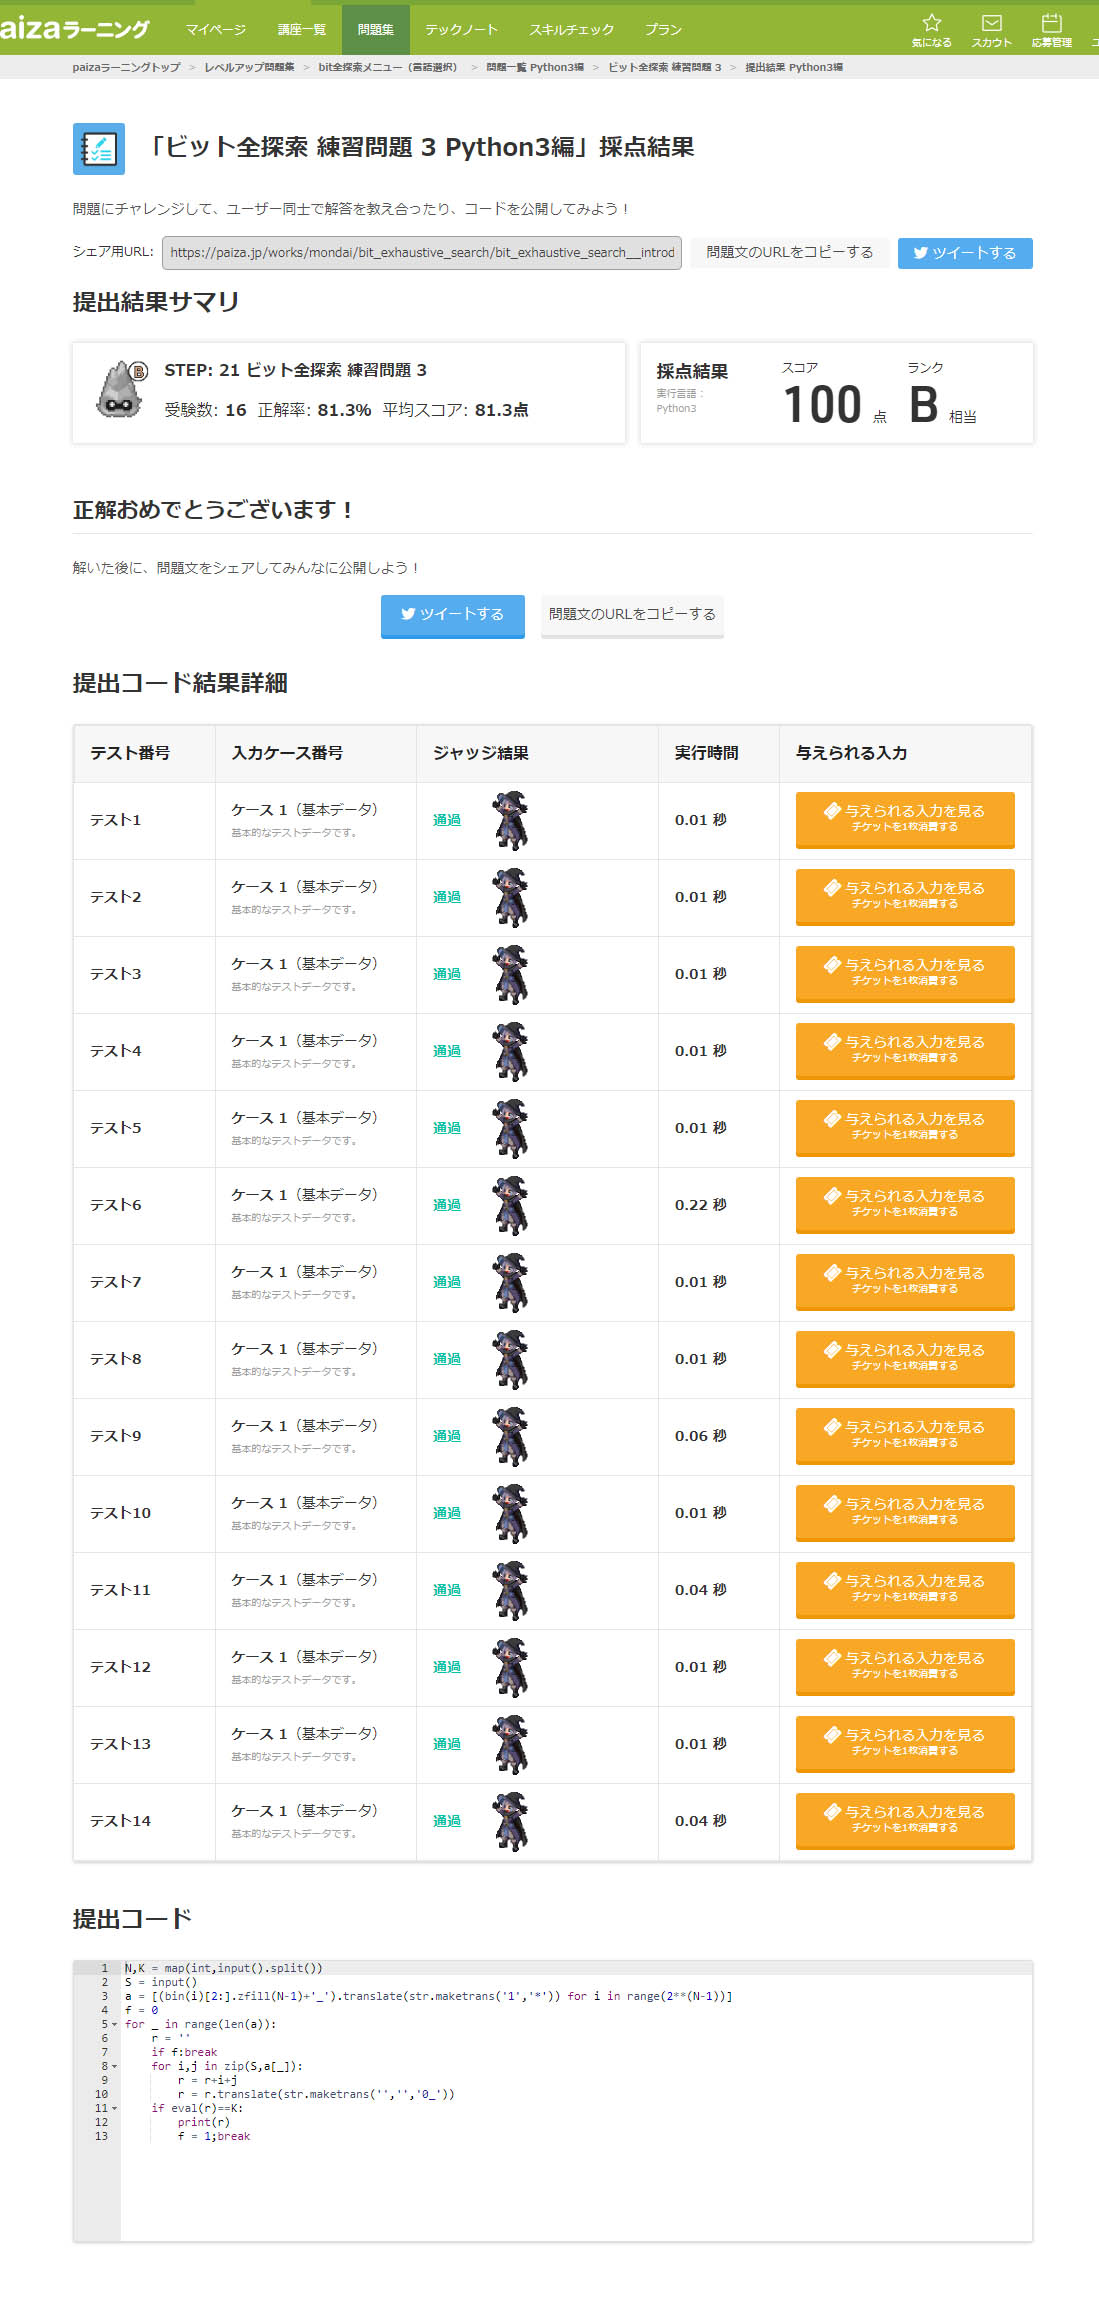 aizaラーニング
マイページ 講座一覧 問題集 テックノート スキルチェック プラン 気になる スカウト 応募管理
paizaラーニングトップ > レベルアップ問題集 > bit全探索メニュー（言語選択） > 問題一覧 Python3編 > ビット全探索 練習問題 3 > 提出結果 Python3編
「ビット全探索 練習問題 3 Python3編」採点結果
問題にチャレンジして、ユーザー同士で解答を教え合ったり、コードを公開してみよう！
シェア用URL: https://paiza.jp/works/mondai/bit_exhaustive_search/bit_exhaustive_search__introd 問題文のURLをコピーする ツイートする
提出結果サマリ
B
STEP: 21 ビット全探索 練習問題 3
受験数: 16 正解率: 81.3% 平均スコア: 81.3点
採点結果
実行言語：
Python3
スコア
100 点
ランク
B 相当
正解おめでとうございます！
解いた後に、問題文をシェアしてみんなに公開しよう！
ツイートする 問題文のURLをコピーする
提出コード結果詳細
テスト番号 入力ケース番号 ジャッジ結果 実行時間 与えられる入力
テスト1 ケース 1（基本データ） 基本的なテストデータです。 通過 0.01 秒 与えられる入力を見る チケットを1枚消費する
テスト2 ケース 1（基本データ） 基本的なテストデータです。 通過 0.01 秒 与えられる入力を見る チケットを1枚消費する
テスト3 ケース 1（基本データ） 基本的なテストデータです。 通過 0.01 秒 与えられる入力を見る チケットを1枚消費する
テスト4 ケース 1（基本データ） 基本的なテストデータです。 通過 0.01 秒 与えられる入力を見る チケットを1枚消費する
テスト5 ケース 1（基本データ） 基本的なテストデータです。 通過 0.01 秒 与えられる入力を見る チケットを1枚消費する
テスト6 ケース 1（基本データ） 基本的なテストデータです。 通過 0.22 秒 与えられる入力を見る チケットを1枚消費する
テスト7 ケース 1（基本データ） 基本的なテストデータです。 通過 0.01 秒 与えられる入力を見る チケットを1枚消費する
テスト8 ケース 1（基本データ） 基本的なテストデータです。 通過 0.01 秒 与えられる入力を見る チケットを1枚消費する
テスト9 ケース 1（基本データ） 基本的なテストデータです。 通過 0.06 秒 与えられる入力を見る チケットを1枚消費する
テスト10 ケース 1（基本データ） 基本的なテストデータです。 通過 0.01 秒 与えられる入力を見る チケットを1枚消費する
テスト11 ケース 1（基本データ） 基本的なテストデータです。 通過 0.04 秒 与えられる入力を見る チケットを1枚消費する
テスト12 ケース 1（基本データ） 基本的なテストデータです。 通過 0.01 秒 与えられる入力を見る チケットを1枚消費する
テスト13 ケース 1（基本データ） 基本的なテストデータです。 通過 0.01 秒 与えられる入力を見る チケットを1枚消費する
テスト14 ケース 1（基本データ） 基本的なテストデータです。 通過 0.04 秒 与えられる入力を見る チケットを1枚消費する
提出コード
1 N,K = map(int,input().split())
2 S = input()
3 a = [(bin(i)[2:].zfill(N-1)+'_').translate(str.maketrans('1','*')) for i in range(2**(N-1))]
4 f = 0
5 for _ in range(len(a)):
6     r = ''
7     if f:break
8     for i,j in zip(S,a[_]):
9         r = r+i+j
10         r = r.translate(str.maketrans('','','0_'))
11     if eval(r)==K:
12         print(r)
13         f = 1;break